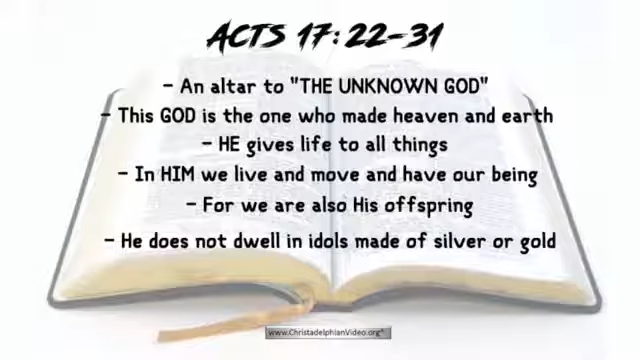 ACTS 17:22-31
- An altar to "THE UNKNOWN GOD"
- This GOD is the one who made heaven and earth
- HE gives life to all things
- In HIM we live and move and have our being
- For we are also His offspring
- He does not dwell in idols made of silver or gold
www.ChristadelphianVideo.org